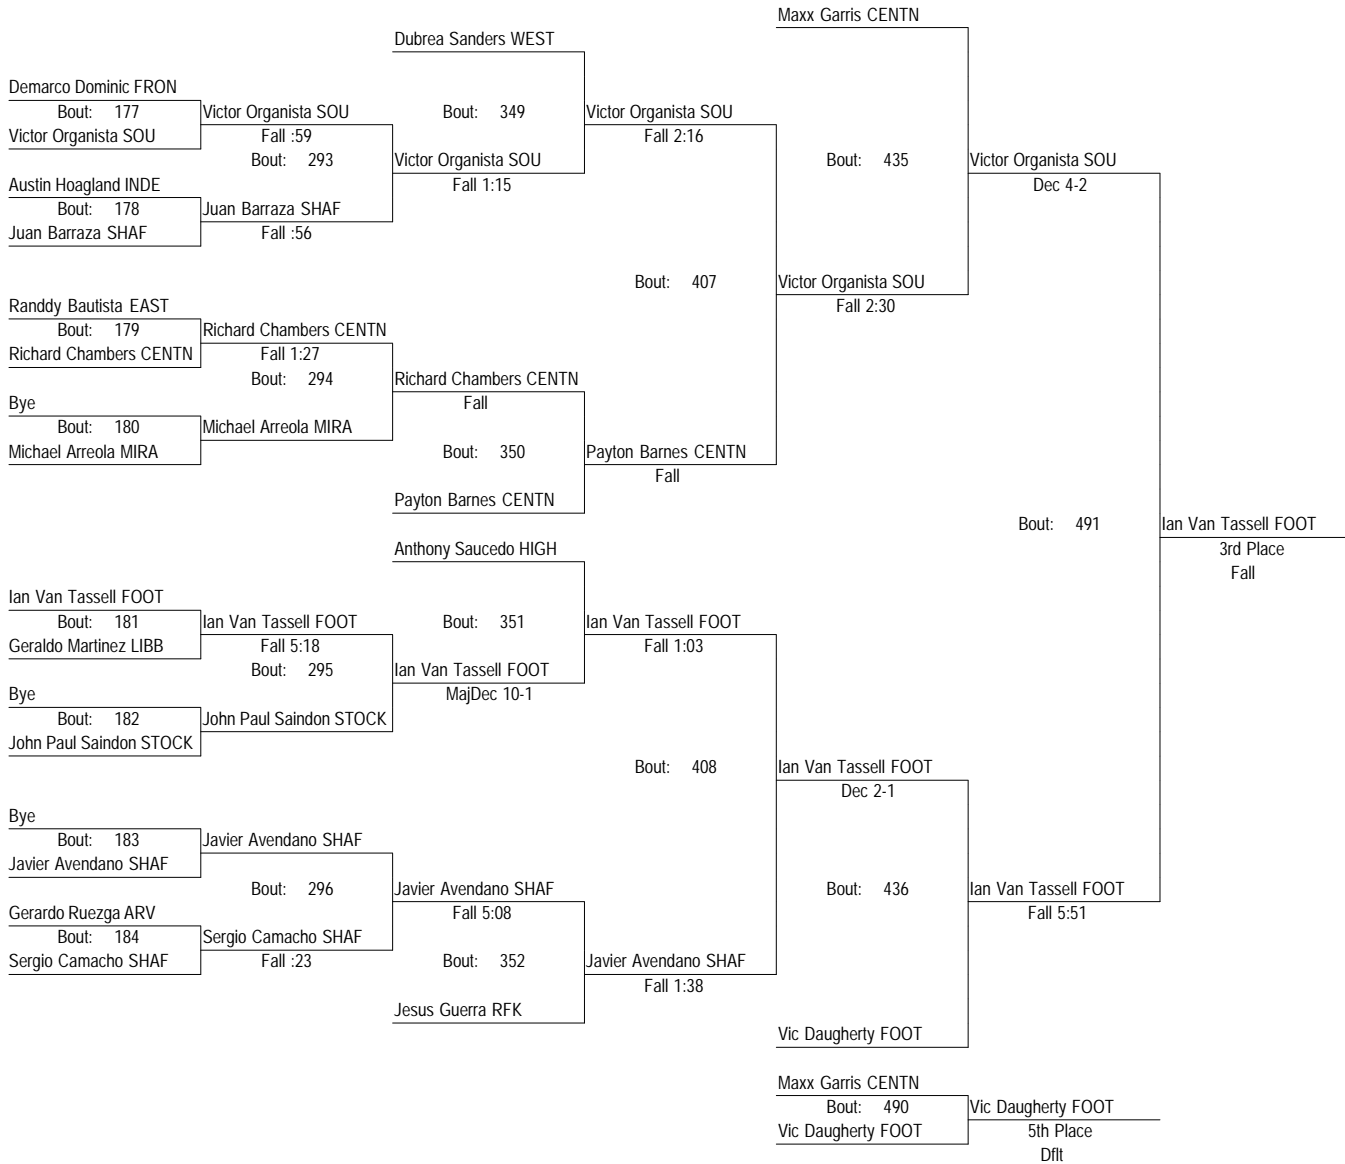 Maxx Garris CENTN
Dubrea Sanders WEST
Demarco Dominic FRON
Bout: 177
Victor Organista SOU
Victor Organista SOU
Fall :59
Bout: 293
Bout: 349
Victor Organista SOU
Fall 2:16
Victor Organista SOU
Fall 1:15
Bout: 435
Victor Organista SOU
Dec 4-2
Austin Hoagland INDE
Bout: 178
Juan Barraza SHAF
Juan Barraza SHAF
Fall :56
Bout: 407
Victor Organista SOU
Fall 2:30
Randdy Bautista EAST
Bout: 179
Richard Chambers CENTN
Richard Chambers CENTN
Fall 1:27
Bout: 294
Richard Chambers CENTN
Fall
Bye
Bout: 180
Michael Arreola MIRA
Michael Arreola MIRA
Bout: 350
Payton Barnes CENTN
Fall
Payton Barnes CENTN
Bout: 491
Ian Van Tassell FOOT
3rd Place
Fall
Anthony Saucedo HIGH
Ian Van Tassell FOOT
Bout: 181
Geraldo Martinez LIBB
Ian Van Tassell FOOT
Fall 5:18
Bout: 295
Bout: 351
Ian Van Tassell FOOT
Fall 1:03
Ian Van Tassell FOOT
MajDec 10-1
Bye
Bout: 182
John Paul Saindon STOCK
John Paul Saindon STOCK
Bout: 408
Ian Van Tassell FOOT
Dec 2-1
Bye
Bout: 183
Javier Avendano SHAF
Javier Avendano SHAF
Bout: 296
Javier Avendano SHAF
Fall 5:08
Bout: 436
Ian Van Tassell FOOT
Fall 5:51
Gerardo Ruezga ARV
Bout: 184
Sergio Camacho SHAF
Sergio Camacho SHAF
Fall :23
Bout: 352
Javier Avendano SHAF
Fall 1:38
Jesus Guerra RFK
Vic Daugherty FOOT
Maxx Garris CENTN
Bout: 490
Vic Daugherty FOOT
Vic Daugherty FOOT
5th Place
Dflt